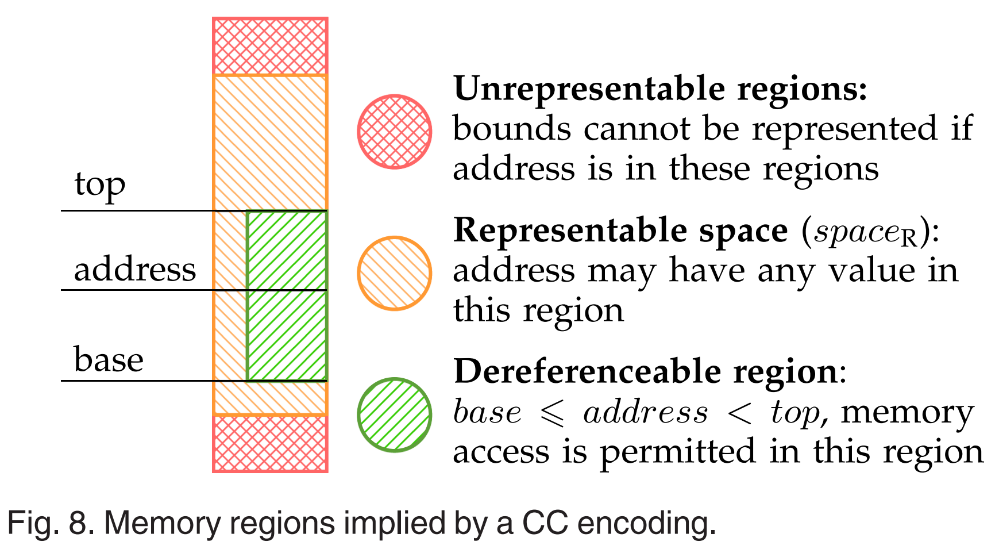 top
address
base
Unrepresentable regions:
bounds cannot be represented if
address is in these regions
Representable space (space_R):
address may have any value in
this region
Dereferenceable region:
base ⩽ address < top, memory
access is permitted in this region
Fig. 8. Memory regions implied by a CC encoding.